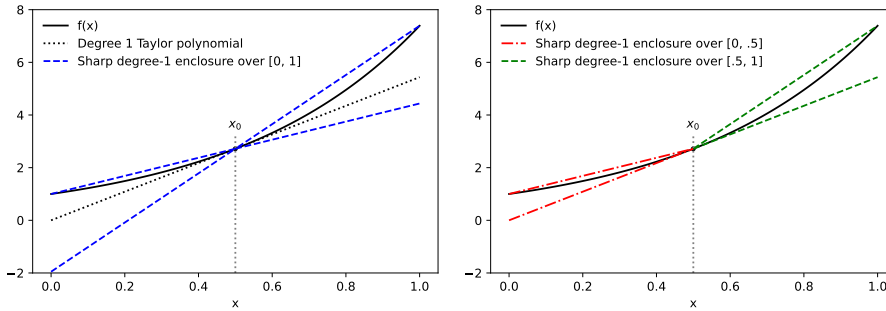 8
6
4
2
0
−2
f(x)
Degree 1 Taylor polynomial
Sharp degree-1 enclosure over [0, 1]
x₀
0.0 0.2 0.4 0.6 0.8 1.0
x
8
6
4
2
0
−2
f(x)
Sharp degree-1 enclosure over [0, .5]
Sharp degree-1 enclosure over [.5, 1]
x₀
0.0 0.2 0.4 0.6 0.8 1.0
x